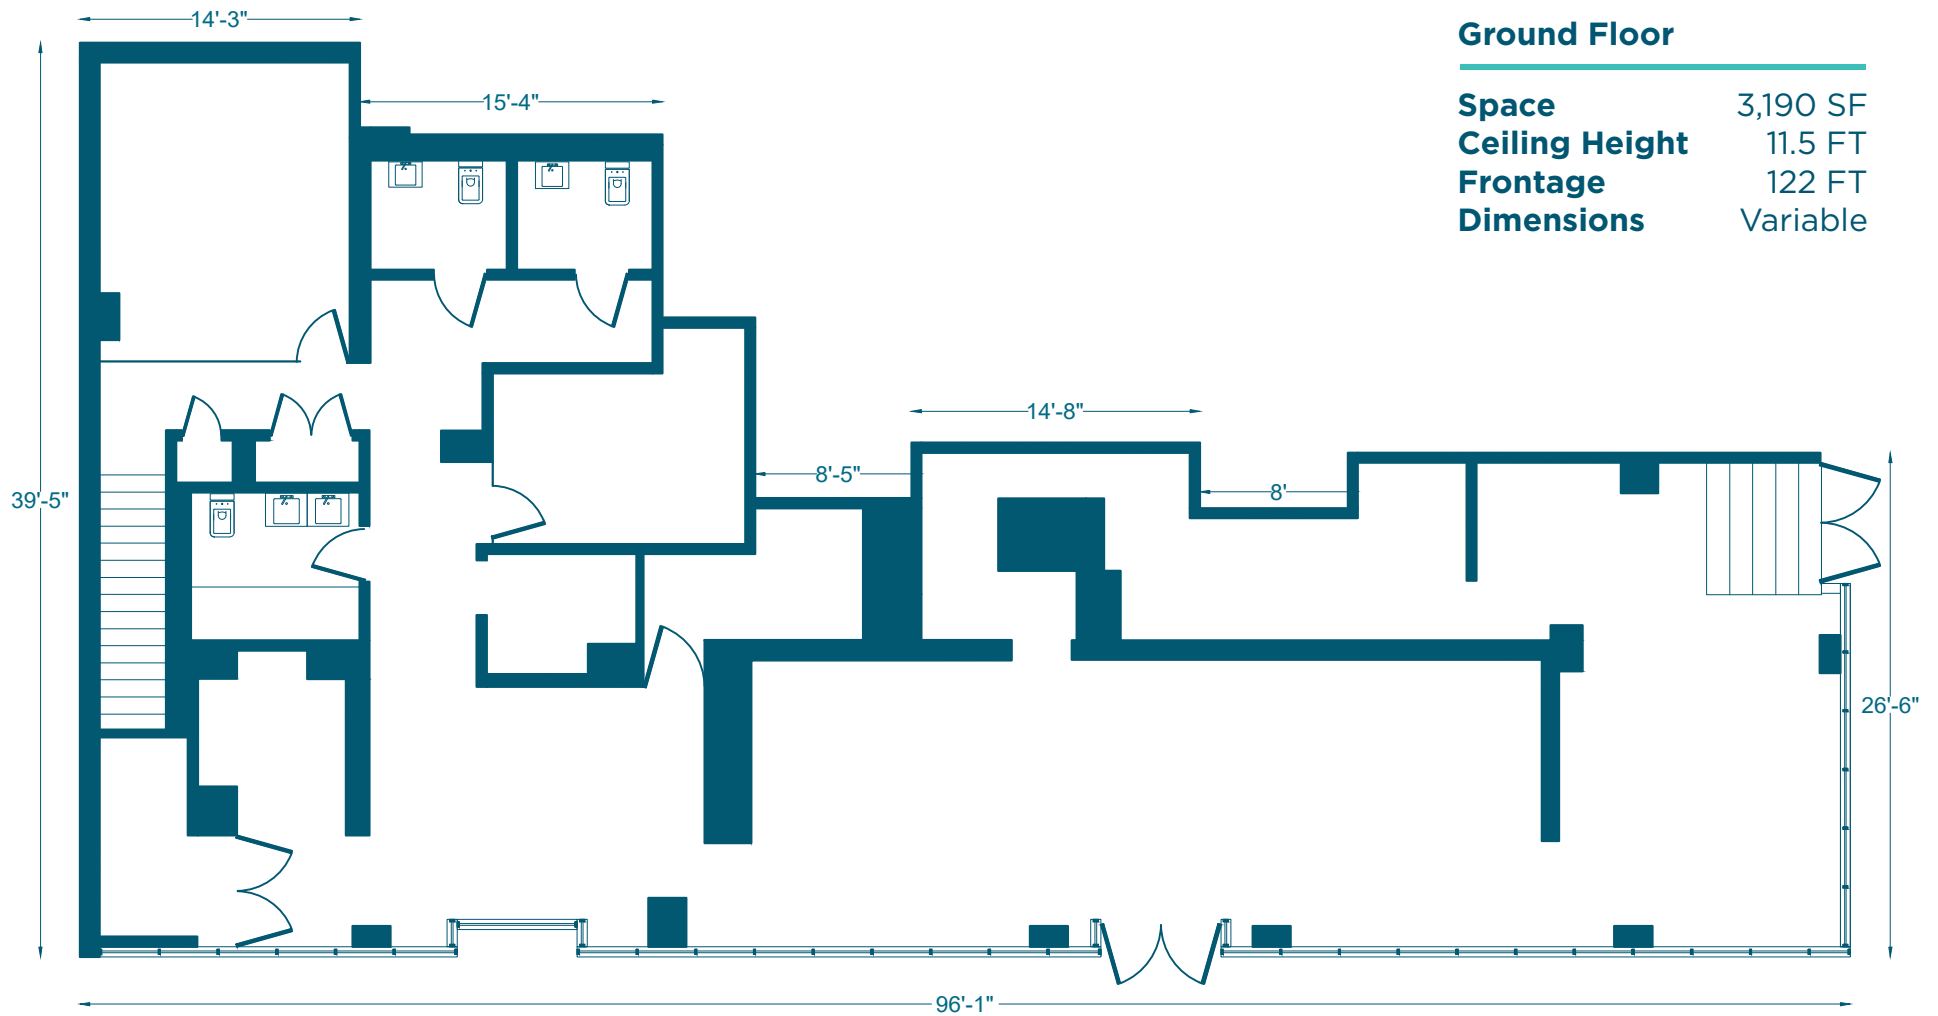 14'-3"
Ground Floor
15'-4"
Space 3,190 SF
Ceiling Height 11.5 FT
Frontage 122 FT
Dimensions Variable
14'-8"
8'-5"
8'
39'-5"
26'-6"
96'-1"